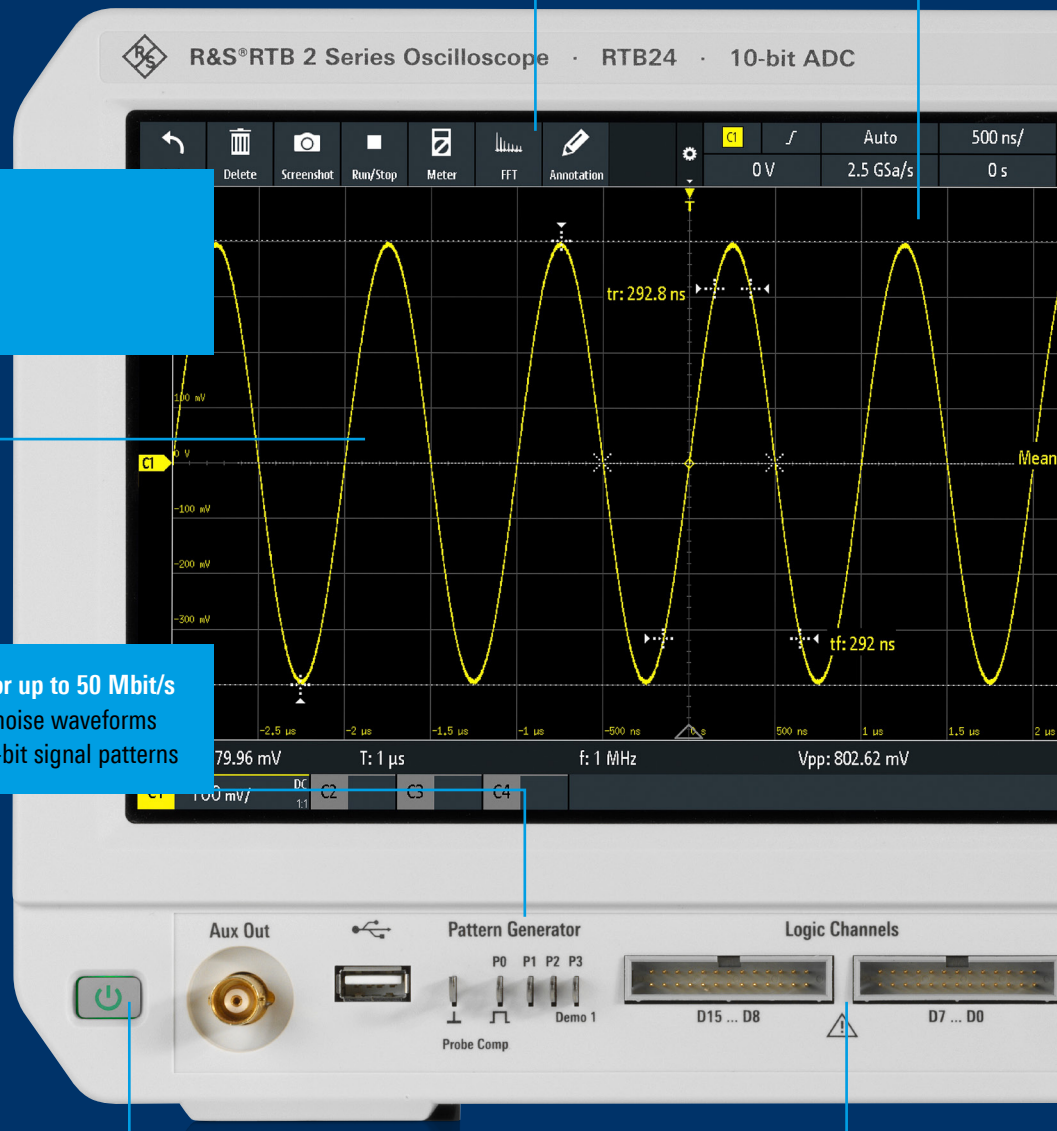 R&S R&S®RTB 2 Series Oscilloscope · RTB24 · 10-bit ADC
Delete Screenshot Run/Stop Meter FFT Annotation
C1 Auto 500 ns/
0 V 2.5 GSa/s 0 s
T
tr: 292.8 ns
100 mV
C1 0 V
Mean
-100 mV
-200 mV
-300 mV
tf: 292 ns
or up to 50 Mbit/s
noise waveforms
-bit signal patterns
-2.5 µs -2 µs -1.5 µs -1 µs -500 ns 0 s 500 ns 1 µs 1.5 µs 2 µs
79.96 mV T: 1 µs f: 1 MHz Vpp: 802.62 mV
C1 100 mV/ DC 1:1 C2 C3 C4
Aux Out Pattern Generator Logic Channels
P0 P1 P2 P3
Demo 1 D15 ... D8 D7 ... D0
Probe Comp